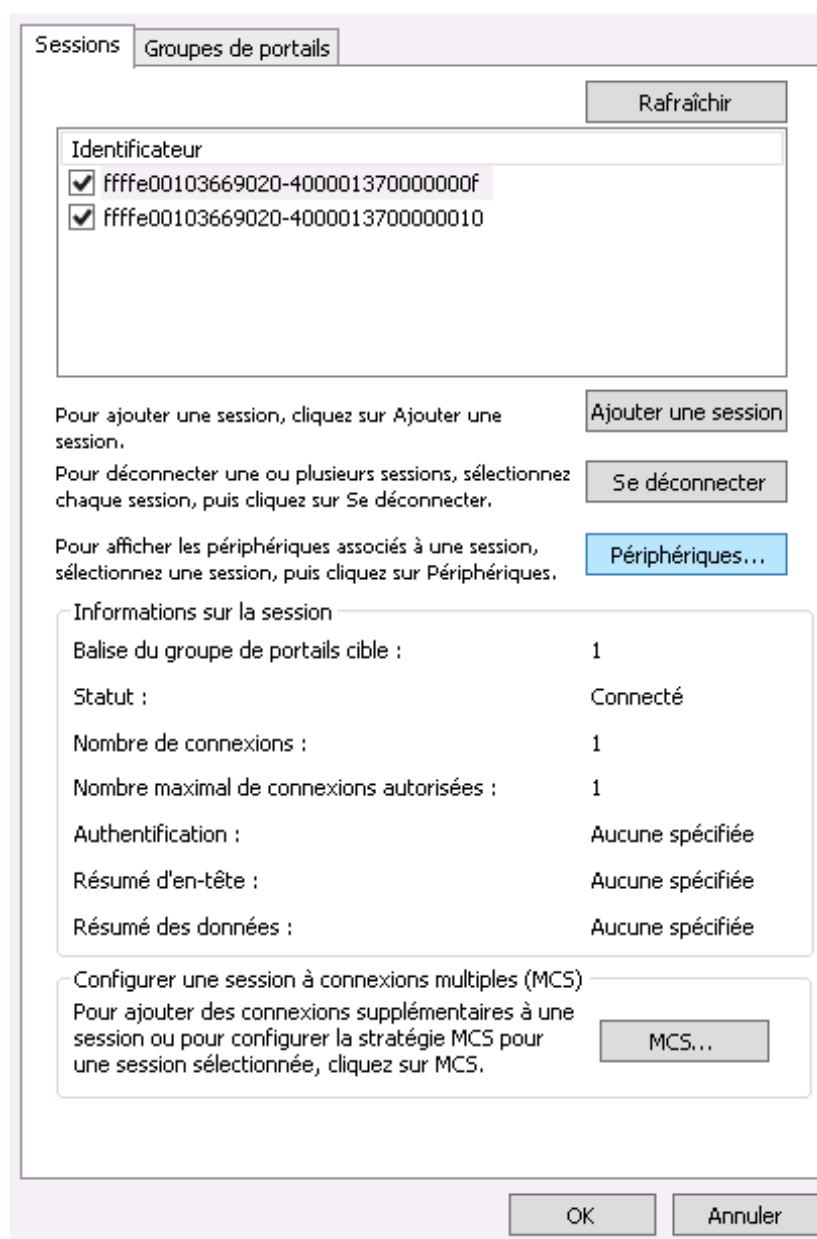 Sessions
Groupes de portails
Rafraîchir
Identificateur
ffffe00103669020-400001370000000f
ffffe00103669020-4000013700000010
Pour ajouter une session, cliquez sur Ajouter une
session.
Ajouter une session
Pour déconnecter une ou plusieurs sessions, sélectionnez
chaque session, puis cliquez sur Se déconnecter.
Se déconnecter
Pour afficher les périphériques associés à une session,
sélectionnez une session, puis cliquez sur Périphériques.
Périphériques...
Informations sur la session
Balise du groupe de portails cible : 1
Statut : Connecté
Nombre de connexions : 1
Nombre maximal de connexions autorisées : 1
Authentification : Aucune spécifiée
Résumé d'en-tête : Aucune spécifiée
Résumé des données : Aucune spécifiée
Configurer une session à connexions multiples (MCS)
Pour ajouter des connexions supplémentaires à une
session ou pour configurer la stratégie MCS pour
une session sélectionnée, cliquez sur MCS.
MCS...
OK
Annuler